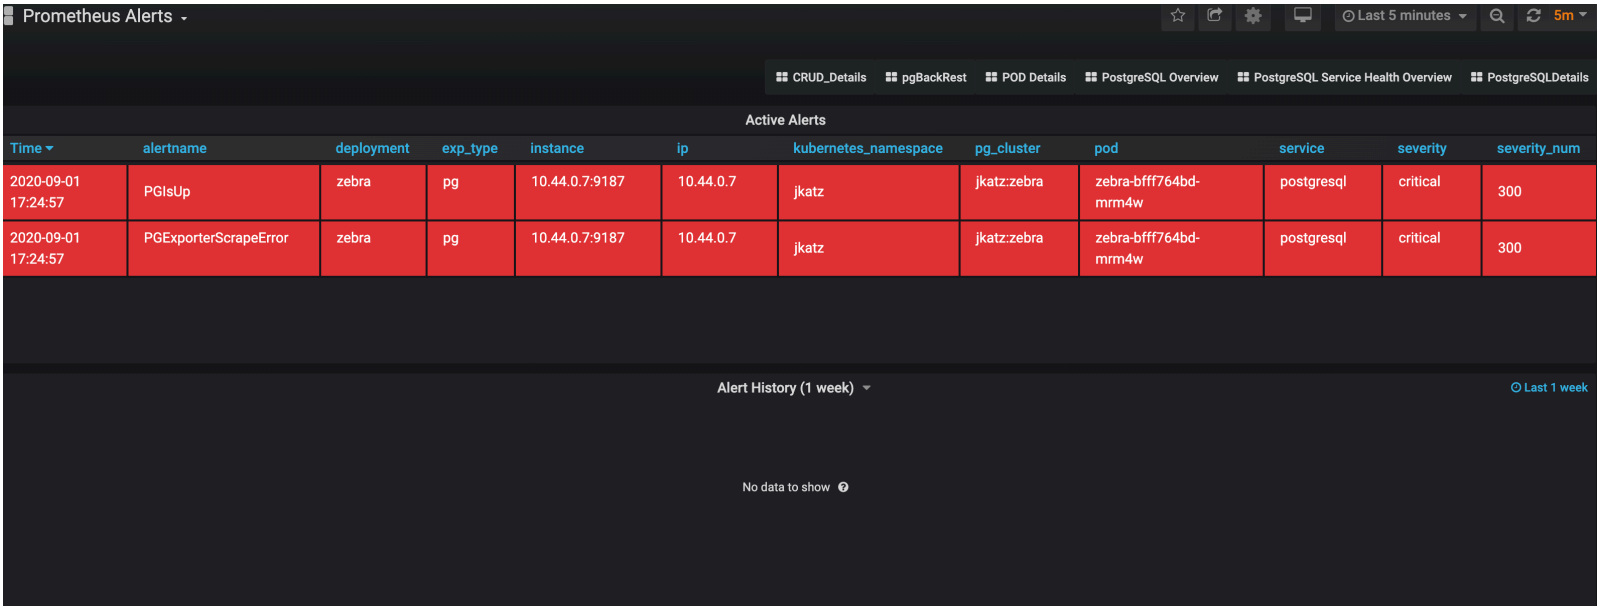 Prometheus Alerts
Last 5 minutes
5m
CRUD_Details pgBackRest POD Details PostgreSQL Overview PostgreSQL Service Health Overview PostgreSQLDetails
Active Alerts
Time alertname deployment exp_type instance ip kubernetes_namespace pg_cluster pod service severity severity_num
2020-09-01 17:24:57 PGIsUp zebra pg 10.44.0.7:9187 10.44.0.7 jkatz jkatz:zebra zebra-bfff764bd-mrm4w postgresql critical 300
2020-09-01 17:24:57 PGExporterScrapeError zebra pg 10.44.0.7:9187 10.44.0.7 jkatz jkatz:zebra zebra-bfff764bd-mrm4w postgresql critical 300
Alert History (1 week)
Last 1 week
No data to show